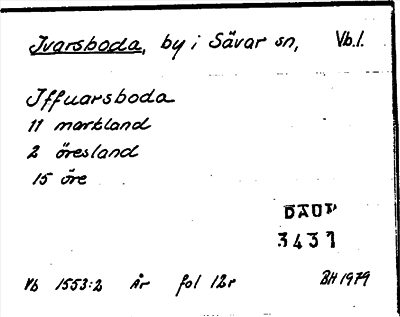 Ivarsboda, by i Sävar sn, Vb.l.
Iffuarsboda
11 markland
2 öresland
15 öre
DAUM
3431
Vb 1553:2 År fol 12r BH 1979